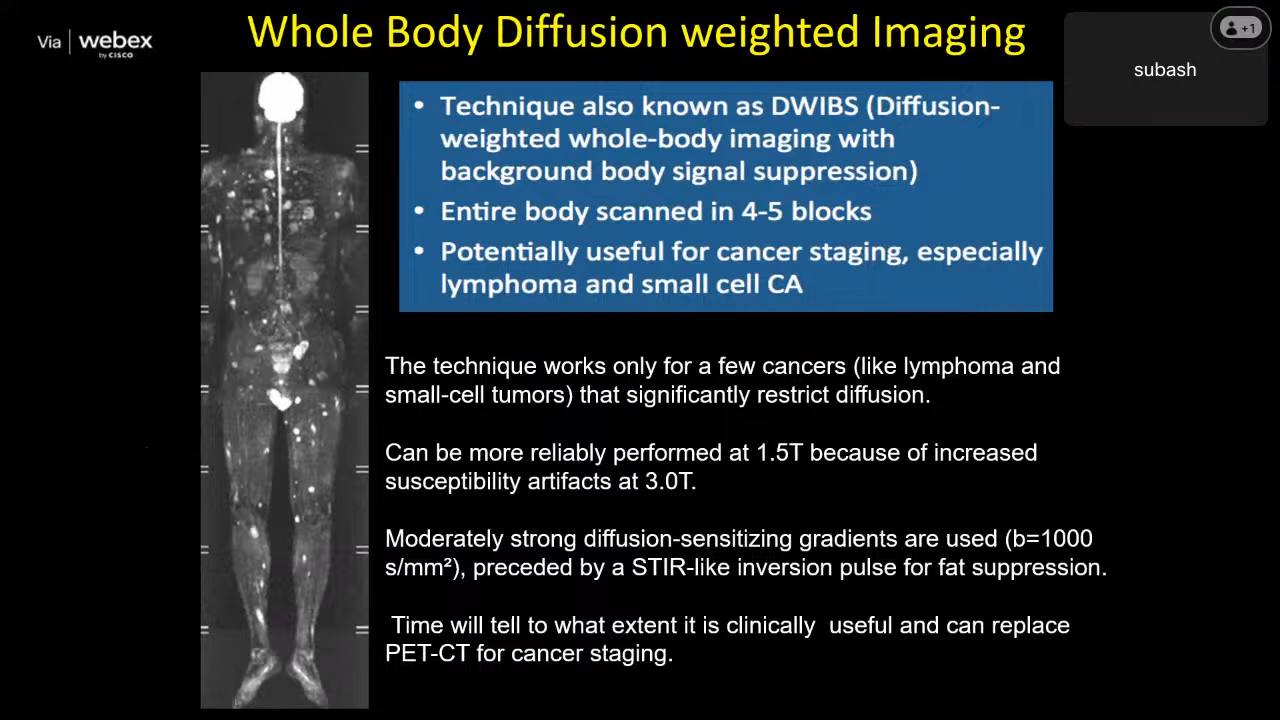 Whole Body Diffusion weighted Imaging
Via | webex
by CISCO
+1
subash
• Technique also known as DWIBS (Diffusion-
weighted whole-body imaging with
background body signal suppression)
• Entire body scanned in 4-5 blocks
• Potentially useful for cancer staging, especially
lymphoma and small cell CA
The technique works only for a few cancers (like lymphoma and
small-cell tumors) that significantly restrict diffusion.
Can be more reliably performed at 1.5T because of increased
susceptibility artifacts at 3.0T.
Moderately strong diffusion-sensitizing gradients are used (b=1000
s/mm²), preceded by a STIR-like inversion pulse for fat suppression.
Time will tell to what extent it is clinically useful and can replace
PET-CT for cancer staging.